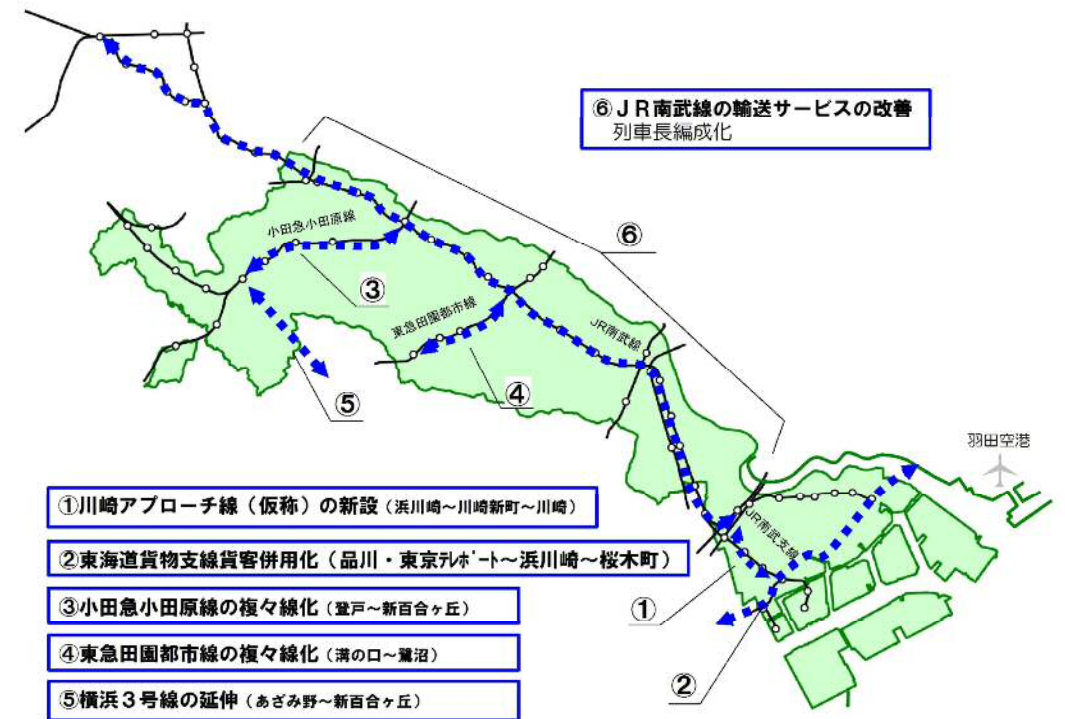 ⑥ＪＲ南武線の輸送サービスの改善
列車長編成化
小田急小田原線
⑥
③
東急田園都市線
JR南武線
④
⑤
羽田空港
①川崎アプローチ線（仮称）の新設（浜川崎～川崎新町～川崎）
JR南武支線
②東海道貨物支線貨客併用化（品川・東京ﾃﾚﾎﾟｰﾄ～浜川崎～桜木町）
①
③小田急小田原線の複々線化（登戸～新百合ヶ丘）
④東急田園都市線の複々線化（溝の口～鷺沼）
②
⑤横浜３号線の延伸（あざみ野～新百合ヶ丘）